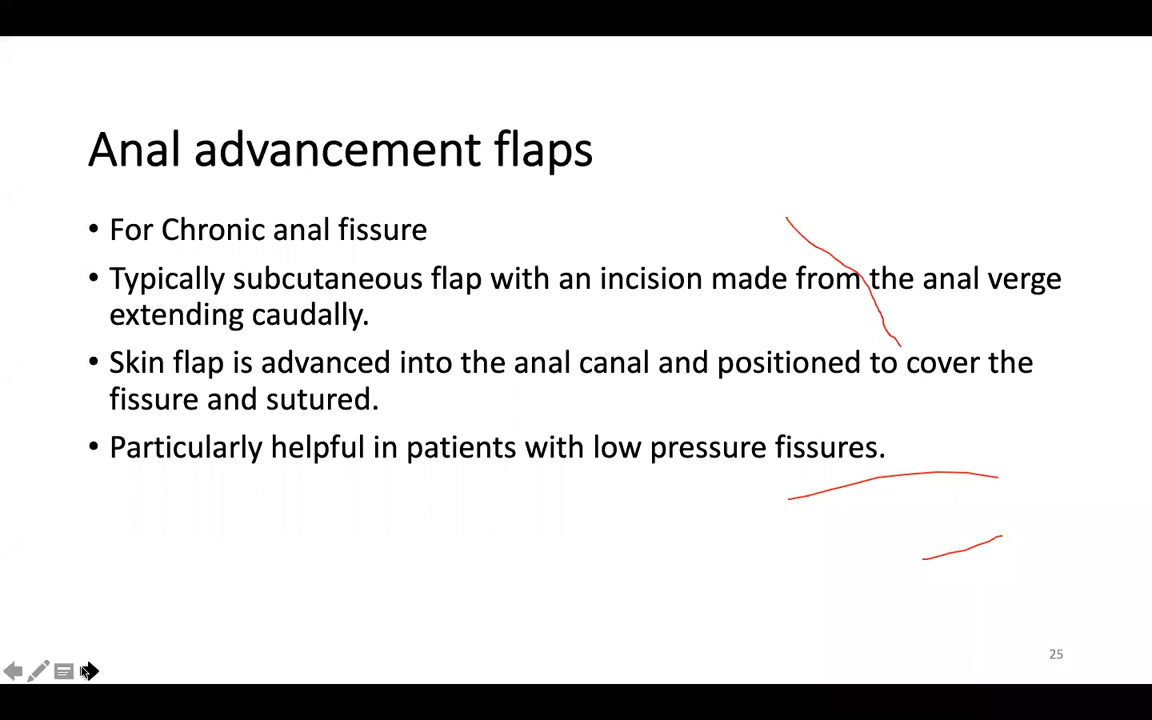 Anal advancement flaps
• For Chronic anal fissure
• Typically subcutaneous flap with an incision made from the anal verge
extending caudally.
• Skin flap is advanced into the anal canal and positioned to cover the
fissure and sutured.
• Particularly helpful in patients with low pressure fissures.
25